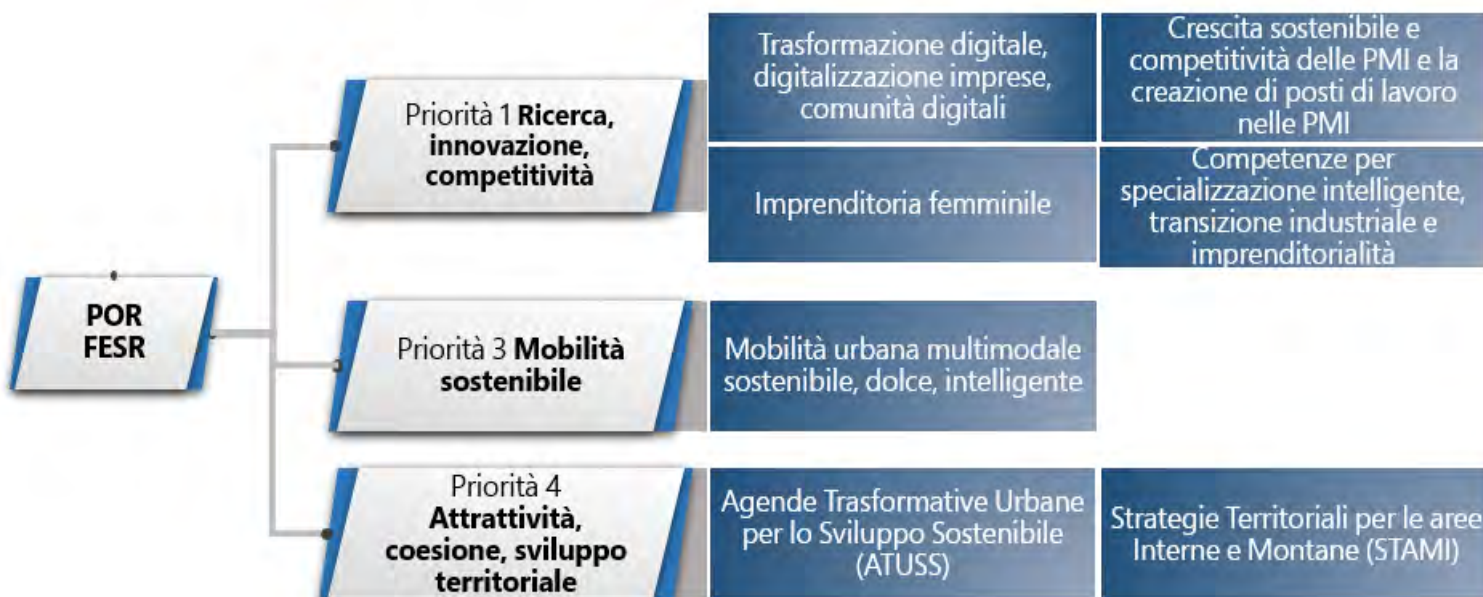 POR
FESR
Priorità 1 Ricerca,
innovazione,
competitività
Trasformazione digitale,
digitalizzazione imprese,
comunità digitali
Crescita sostenibile e
competitività delle PMI e la
creazione di posti di lavoro
nelle PMI
Imprenditoria femminile
Competenze per
specializzazione intelligente,
transizione industriale e
imprenditorialità
Priorità 3 Mobilità
sostenibile
Mobilità urbana multimodale
sostenibile, dolce, intelligente
Priorità 4
Attrattività,
coesione, sviluppo
territoriale
Agende Trasformative Urbane
per lo Sviluppo Sostenibile
(ATUSS)
Strategie Territoriali per le aree
Interne e Montane (STAMI)